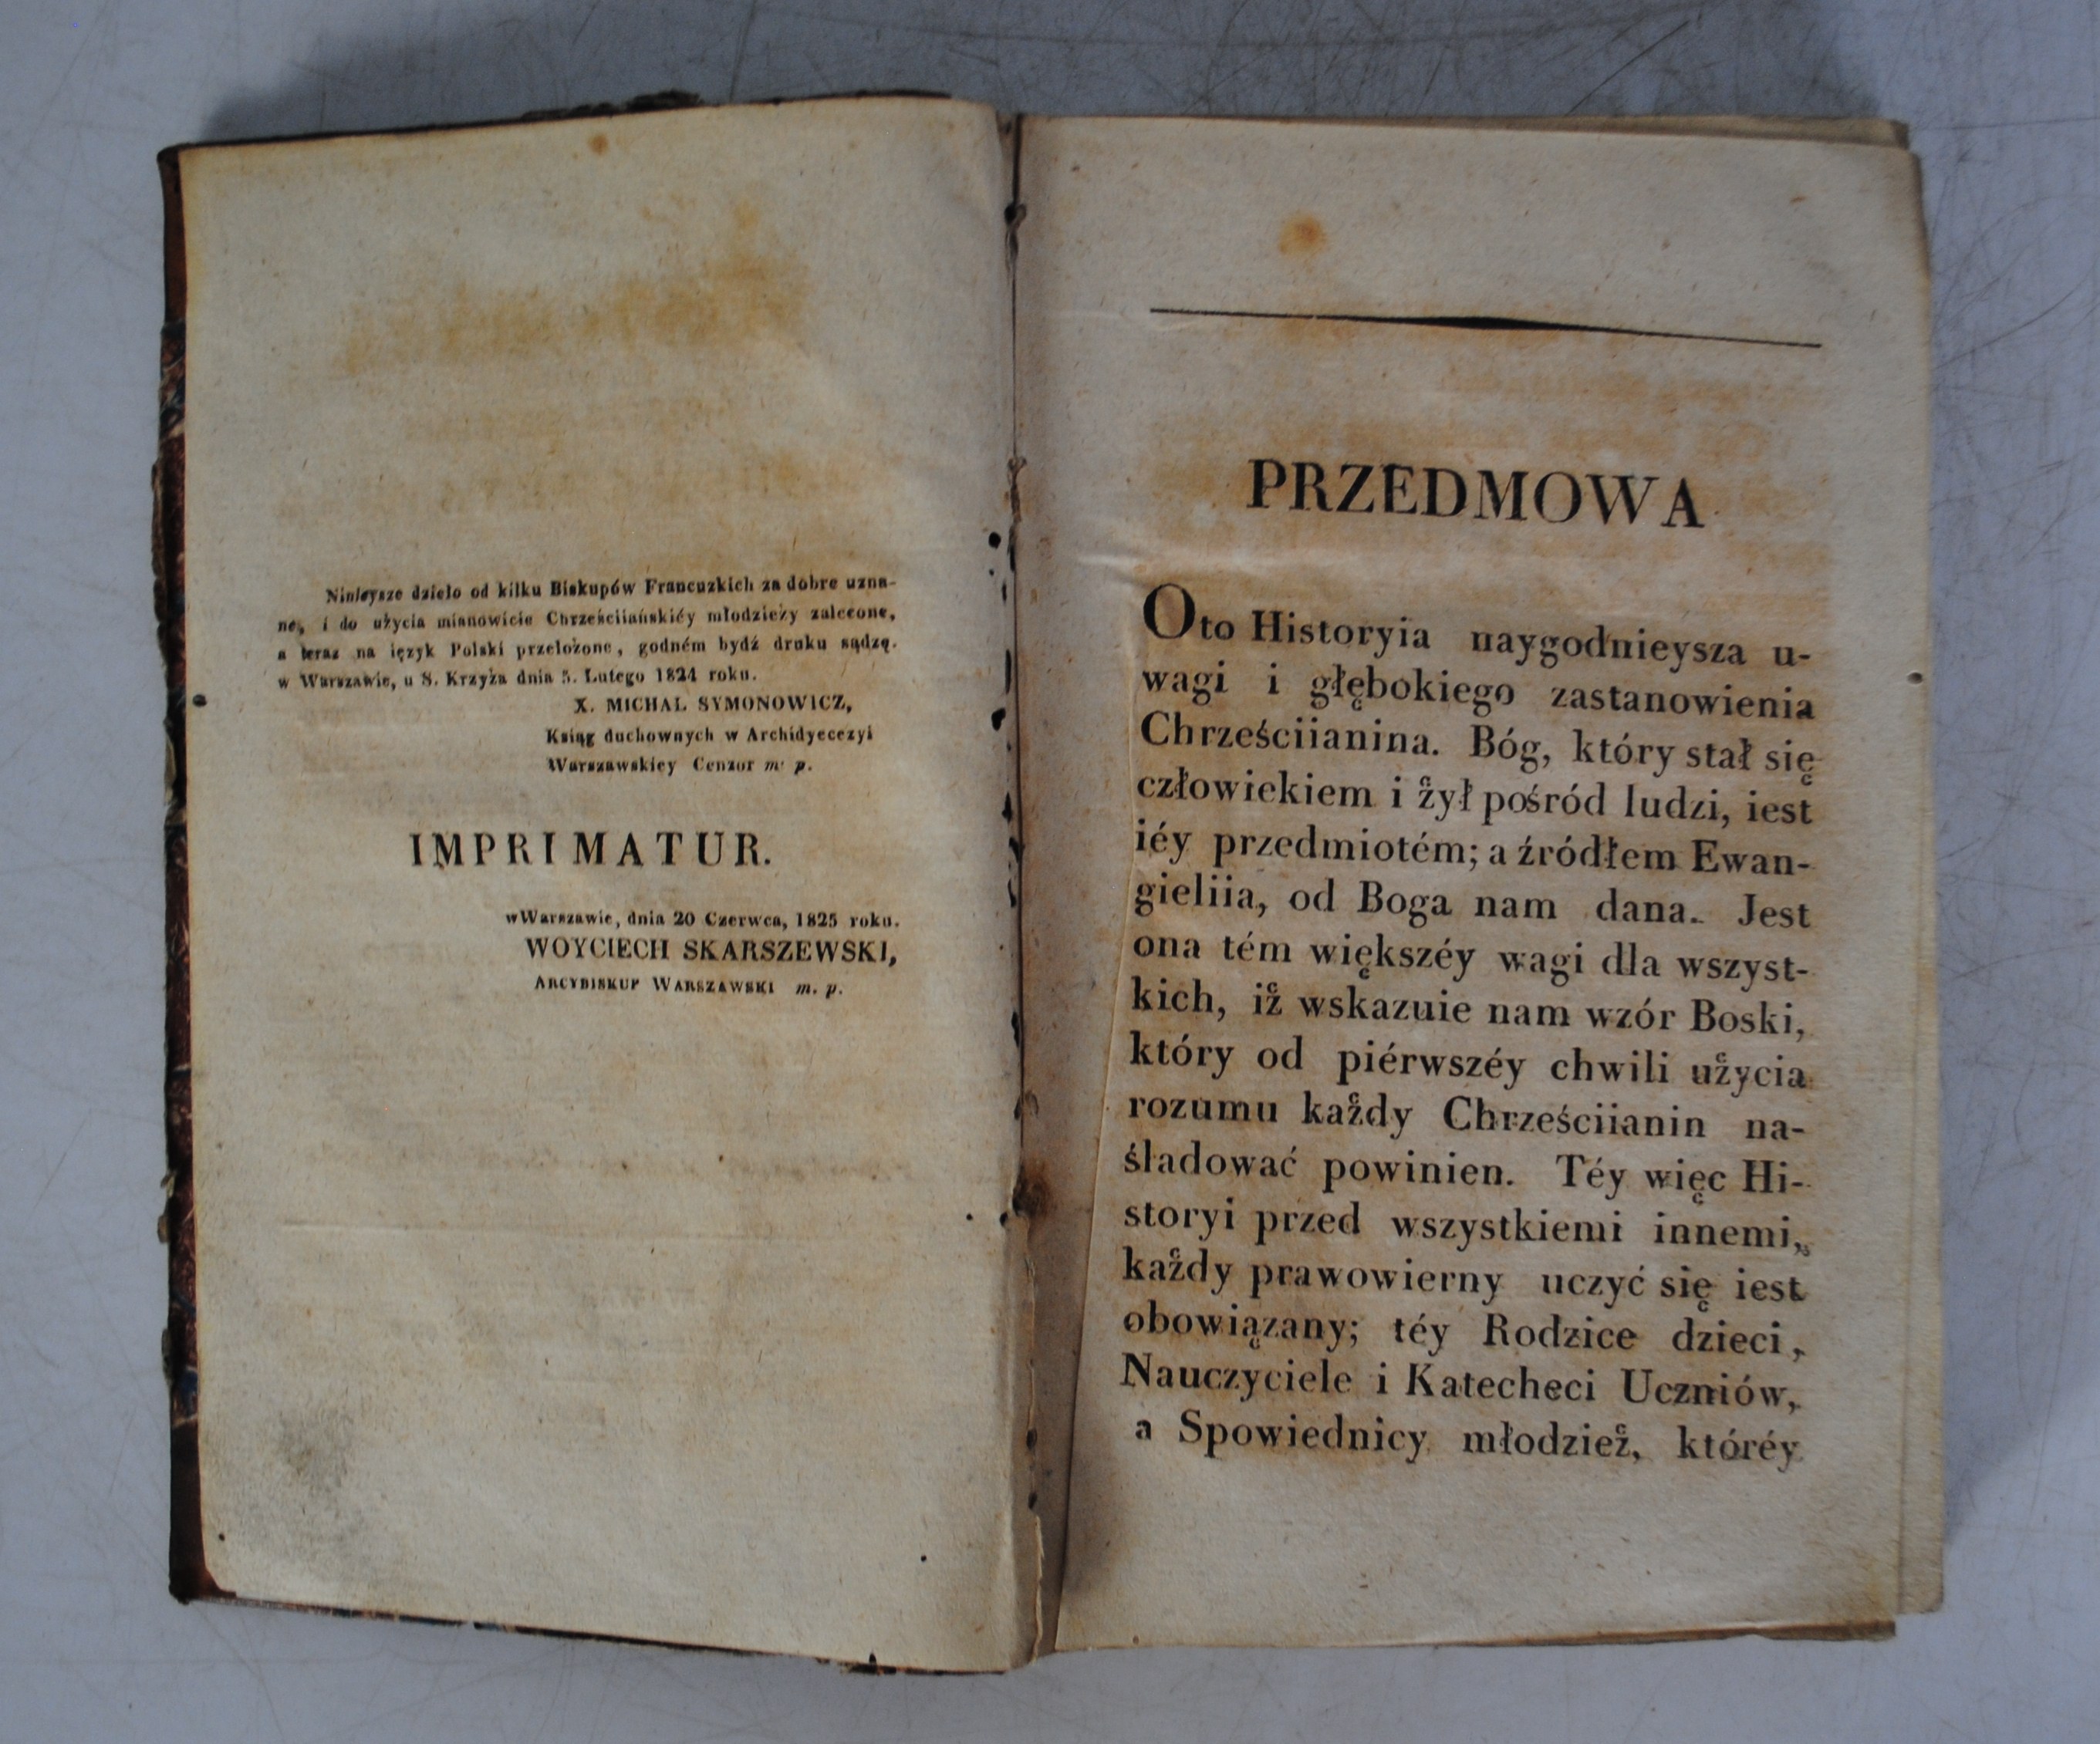 Ninieysze dzieło od kilku Biskupów Francuzkich za dobre uzna-
ne, i do użycia mianowicie Chrześciiańskiéy młodzieży zalecone,
a teraz na ięzyk Polski przełożone, godném bydź druku sądzę.
w Warszawie, u S. Krzyża dnia 5. Lutego 1824 roku.
X. MICHAL SYMONOWICZ,
Ksiąg duchownych w Archidyecezyi
Warszawskiey Cenzor m. p.
IMPRIMATUR.
w Warszawie, dnia 20 Czerwca, 1825 roku.
WOYCIECH SKARSZEWSKI,
ARCYBISKUP WARSZAWSKI m. p.
PRZEDMOWA
Oto Historyia naygodnieysza u-
wagi i głębokiego zastanowienia
Chrześciianina. Bóg, który stał się
człowiekiem i żył pośród ludzi, iest
iéy przedmiotém; a źródłem Ewan-
gieliia, od Boga nam dana. Jest
ona tém większéy wagi dla wszyst-
kich, iż wskazuie nam wzór Boski,
który od piérwszéy chwili użycia
rozumu każdy Chrześciianin na-
śladować powinien. Téy więc Hi-
storyi przed wszystkiemi innemi,
każdy prawowierny uczyć się iest
obowiązany; téy Rodzice dzieci,
Nauczyciele i Katecheci Uczniów,
a Spowiednicy młodzież, któréy